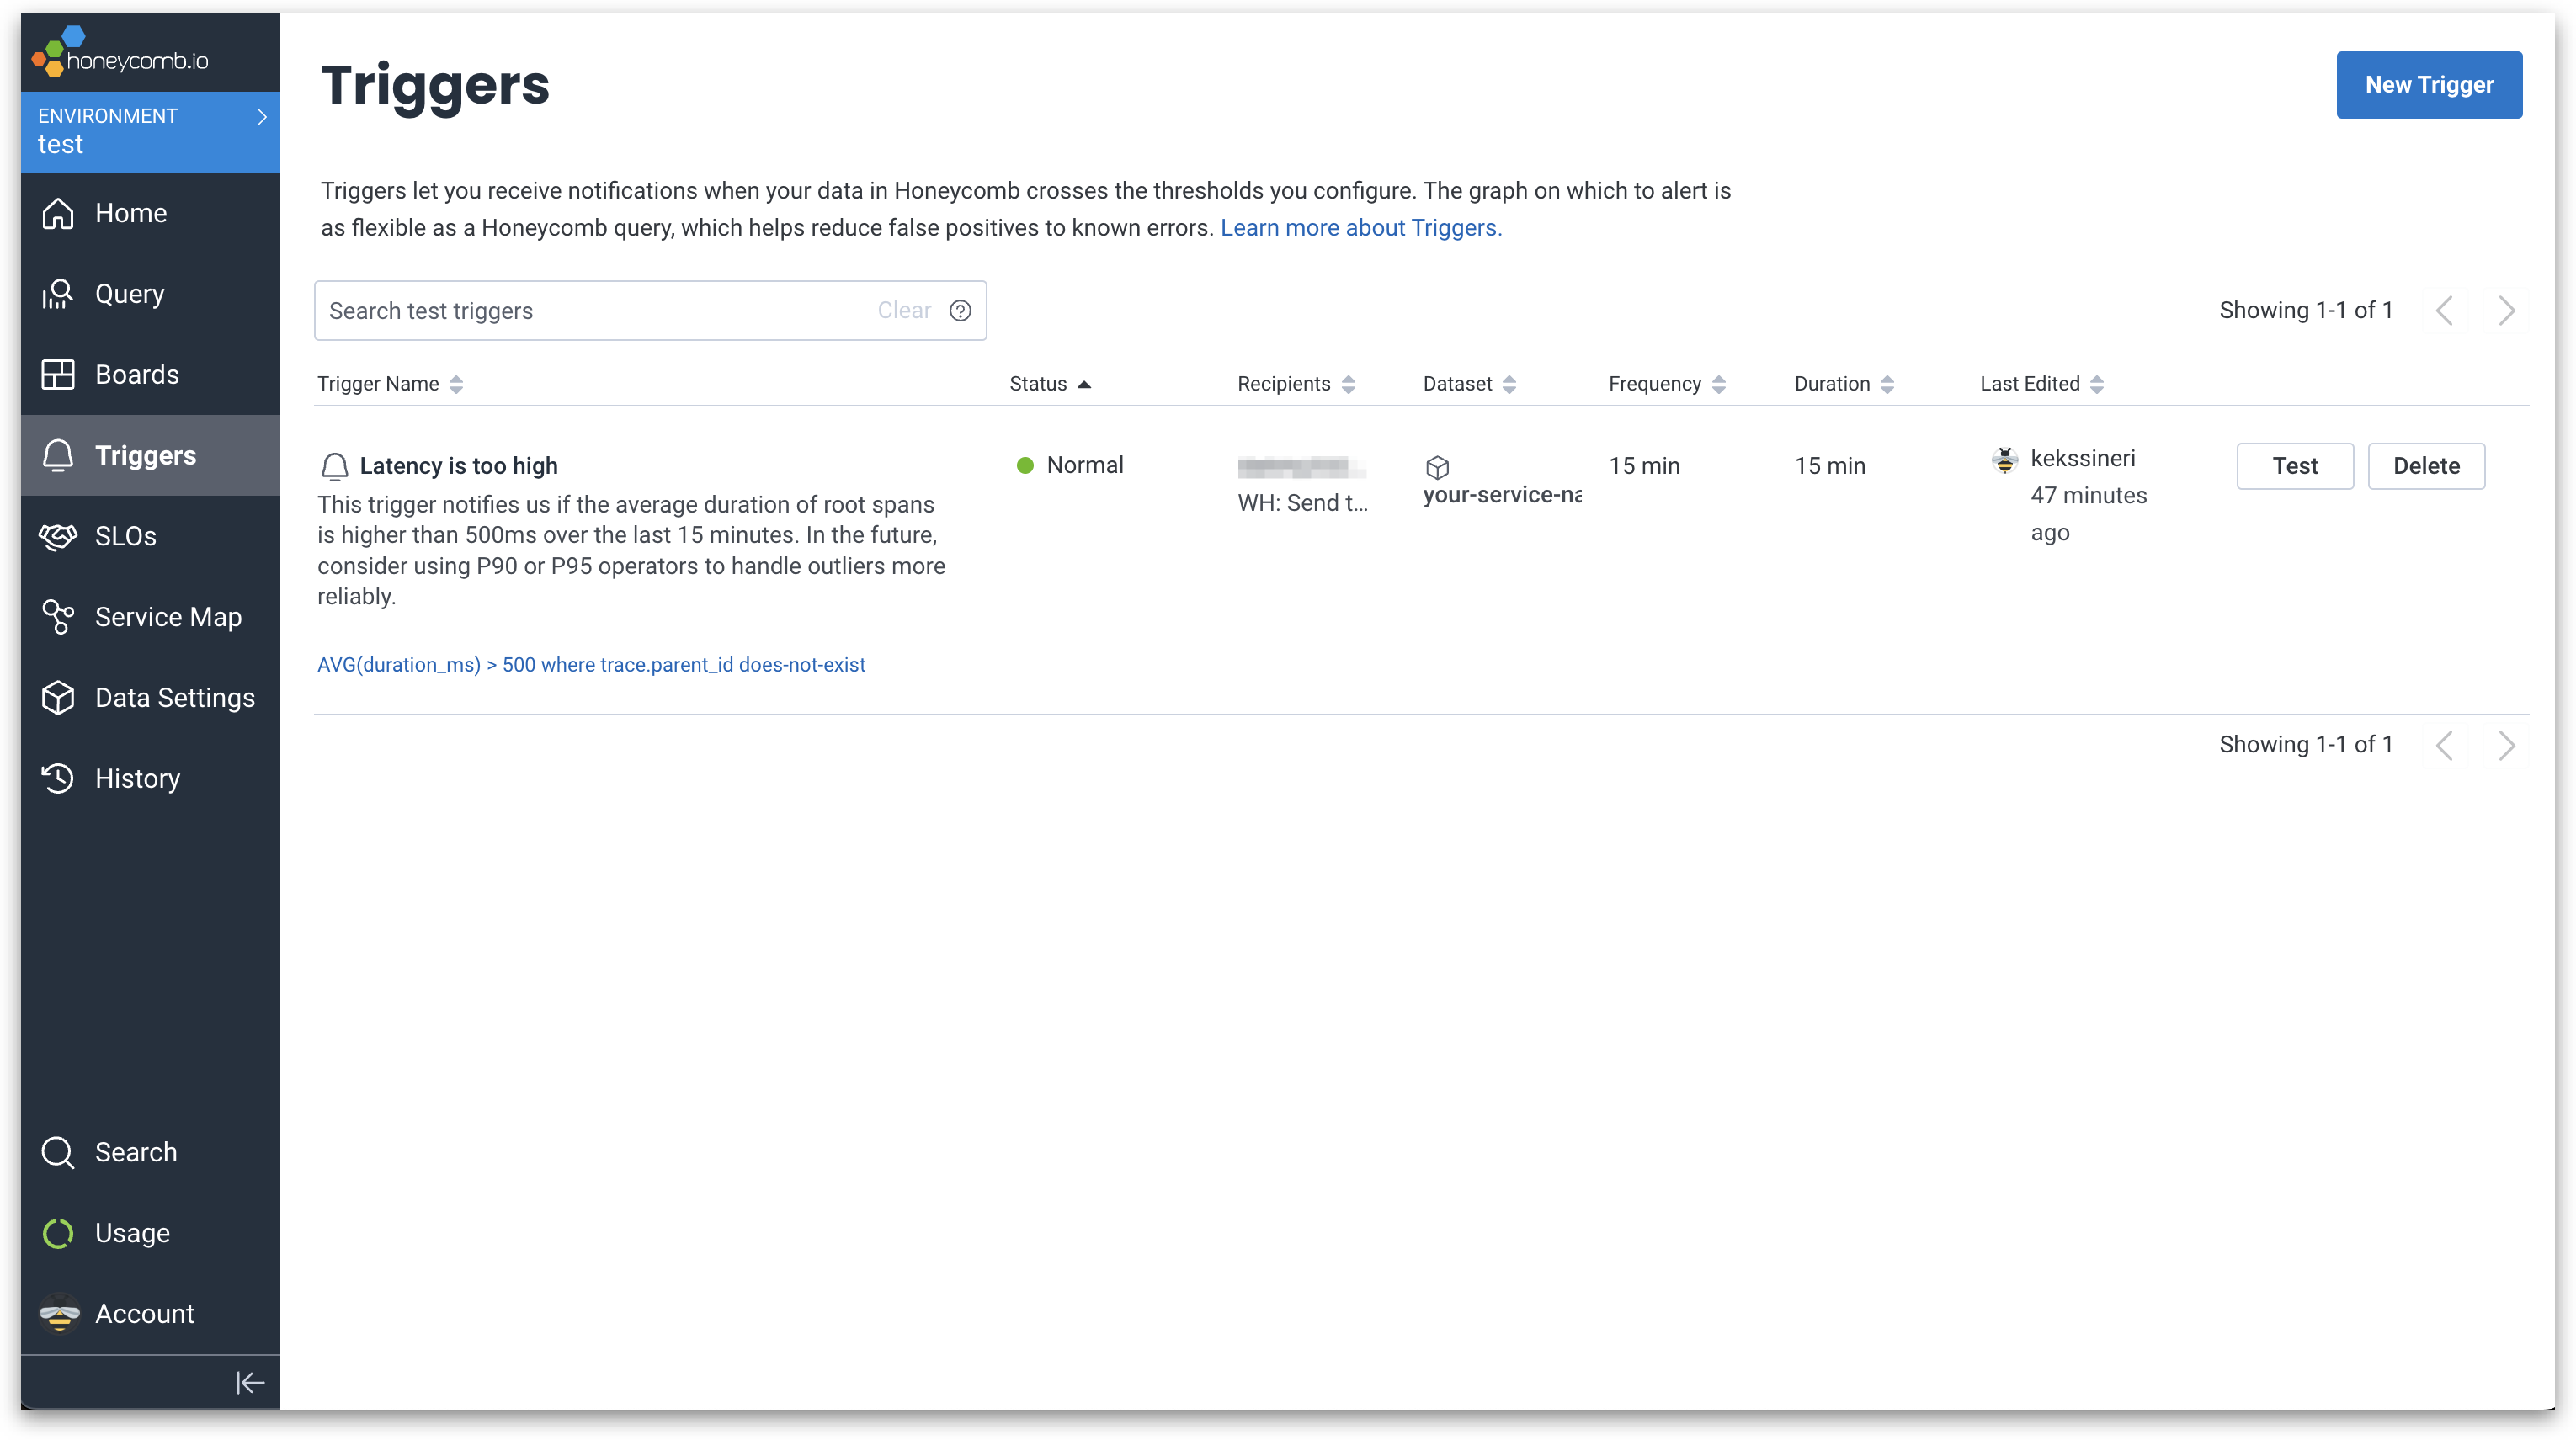 honeycomb.io
ENVIRONMENT
test
Home
Query
Boards
Triggers
SLOs
Service Map
Data Settings
History
Search
Usage
Account
Triggers
New Trigger
Triggers let you receive notifications when your data in Honeycomb crosses the thresholds you configure. The graph on which to alert is
as flexible as a Honeycomb query, which helps reduce false positives to known errors. Learn more about Triggers.
Search test triggers Clear
Showing 1-1 of 1
Trigger Name Status Recipients Dataset Frequency Duration Last Edited
Latency is too high
This trigger notifies us if the average duration of root spans
is higher than 500ms over the last 15 minutes. In the future,
consider using P90 or P95 operators to handle outliers more
reliably.
AVG(duration_ms) > 500 where trace.parent_id does-not-exist
Normal
WH: Send t...
your-service-na
15 min
15 min
kekssineri
47 minutes
ago
Test
Delete
Showing 1-1 of 1